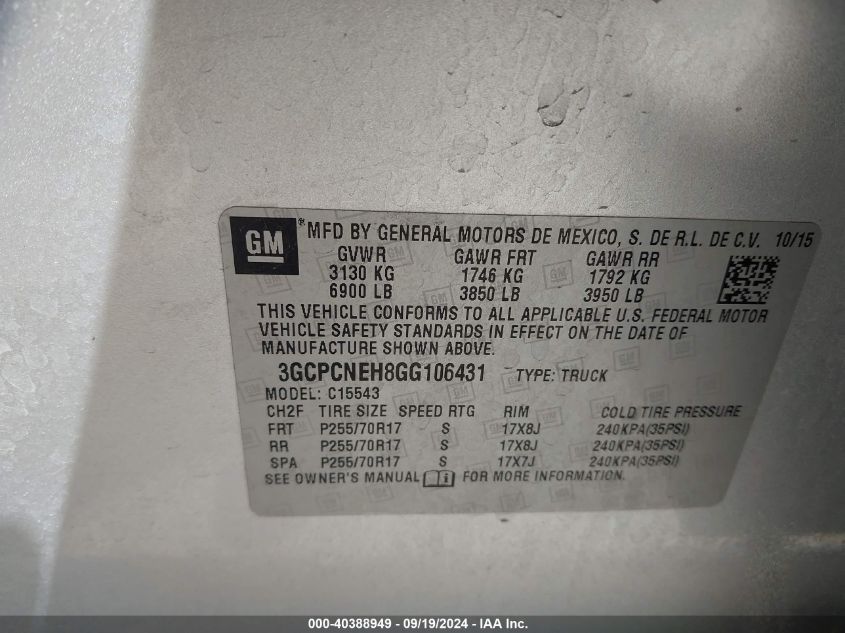 GM ® MFD BY GENERAL MOTORS DE MEXICO, S. DE R.L. DE C.V. 10/15
GVWR GAWR FRT GAWR RR
3130 KG 1746 KG 1792 KG
6900 LB 3850 LB 3950 LB
THIS VEHICLE CONFORMS TO ALL APPLICABLE U.S. FEDERAL MOTOR
VEHICLE SAFETY STANDARDS IN EFFECT ON THE DATE OF
MANUFACTURE SHOWN ABOVE.
3GCPCNEH8GG106431 TYPE: TRUCK
MODEL: C15543
CH2F TIRE SIZE SPEED RTG RIM COLD TIRE PRESSURE
FRT P255/70R17 S 17X8J 240KPA(35PSI)
RR P255/70R17 S 17X8J 240KPA(35PSI)
SPA P255/70R17 S 17X7J 240KPA(35PSI)
SEE OWNER'S MANUAL FOR MORE INFORMATION.
000-40388949 - 09/19/2024 - IAA Inc.